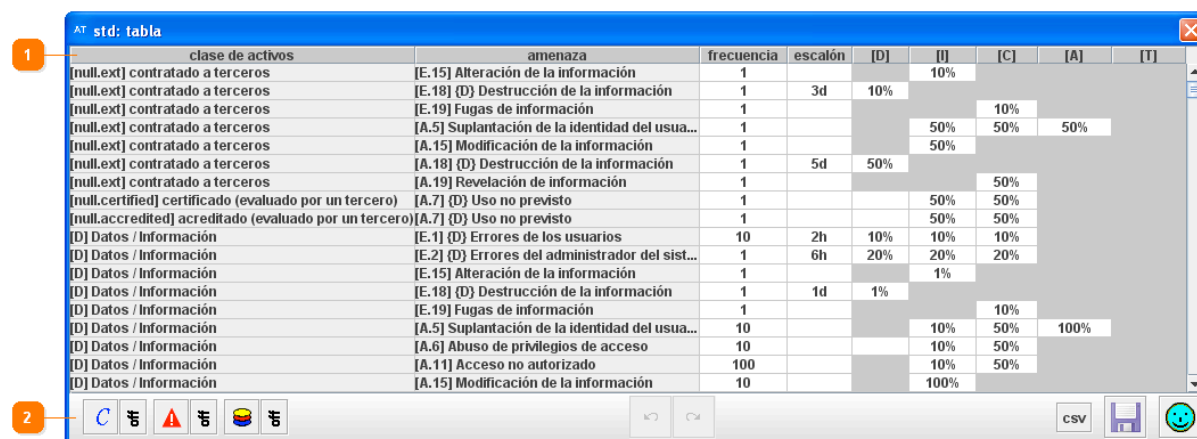 AT std: tabla
1
clase de activos amenaza frecuencia escalón [D] [I] [C] [A] [T]
[null.ext] contratado a terceros [E.15] Alteración de la información 1 10%
[null.ext] contratado a terceros [E.18] {D} Destrucción de la información 1 3d 10%
[null.ext] contratado a terceros [E.19] Fugas de información 1 10%
[null.ext] contratado a terceros [A.5] Suplantación de la identidad del usua... 1 50% 50% 50%
[null.ext] contratado a terceros [A.15] Modificación de la información 1 50%
[null.ext] contratado a terceros [A.18] {D} Destrucción de la información 1 5d 50%
[null.ext] contratado a terceros [A.19] Revelación de información 1 50%
[null.certified] certificado (evaluado por un tercero) [A.7] {D} Uso no previsto 1 50% 50%
[null.accredited] acreditado (evaluado por un tercero) [A.7] {D} Uso no previsto 1 50% 50%
[D] Datos / Información [E.1] {D} Errores de los usuarios 10 2h 10% 10% 10%
[D] Datos / Información [E.2] {D} Errores del administrador del sist... 1 6h 20% 20% 20%
[D] Datos / Información [E.15] Alteración de la información 1 1%
[D] Datos / Información [E.18] {D} Destrucción de la información 1 1d 1%
[D] Datos / Información [E.19] Fugas de información 1 10%
[D] Datos / Información [A.5] Suplantación de la identidad del usua... 10 10% 50% 100%
[D] Datos / Información [A.6] Abuso de privilegios de acceso 10 10% 50%
[D] Datos / Información [A.11] Acceso no autorizado 100 10% 50%
[D] Datos / Información [A.15] Modificación de la información 10 100%
2
C csv